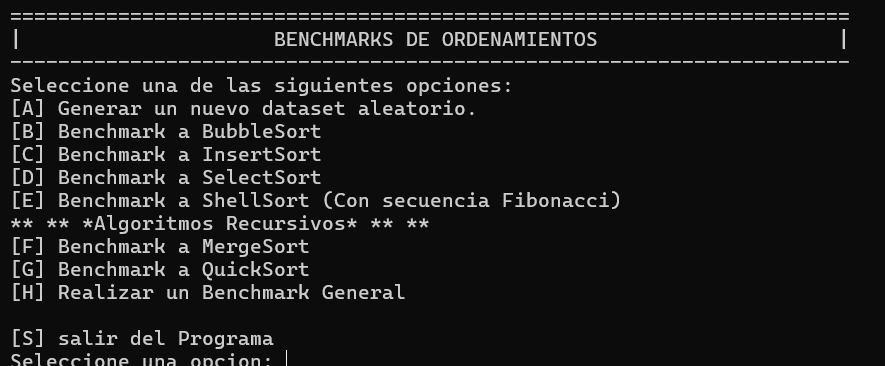 ======================================================================
|                     BENCHMARKS DE ORDENAMIENTOS                    |
----------------------------------------------------------------------
Seleccione una de las siguientes opciones:
[A] Generar un nuevo dataset aleatorio.
[B] Benchmark a BubbleSort
[C] Benchmark a InsertSort
[D] Benchmark a SelectSort
[E] Benchmark a ShellSort (Con secuencia Fibonacci)
** ** *Algoritmos Recursivos* ** **
[F] Benchmark a MergeSort
[G] Benchmark a QuickSort
[H] Realizar un Benchmark General

[S] salir del Programa
Seleccione una opcion: